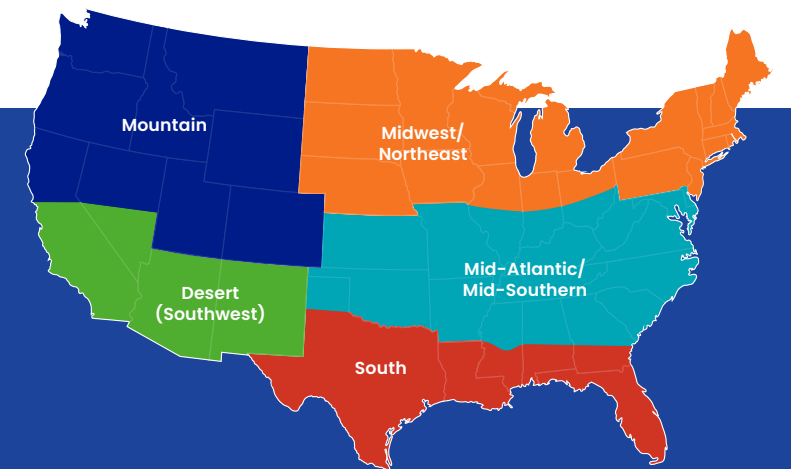 Mountain
Midwest/
Northeast
Mid-Atlantic/
Mid-Southern
Desert
(Southwest)
South